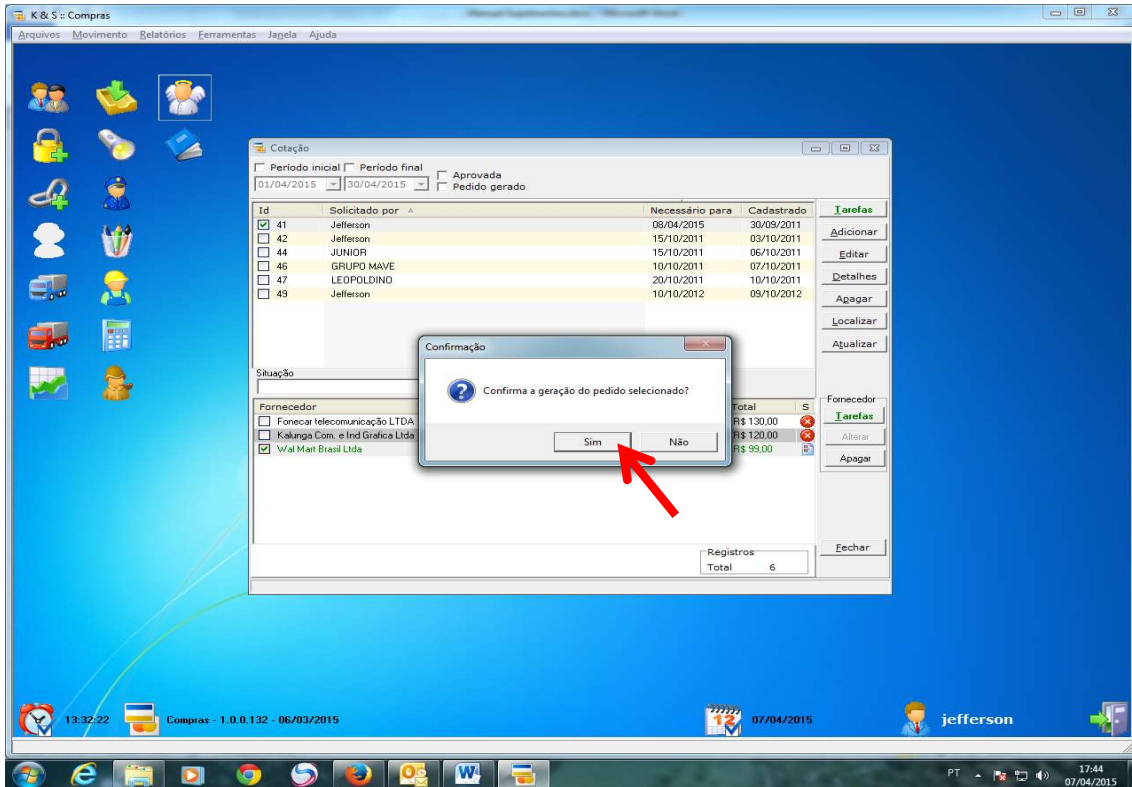 K & S :: Compras
Arquivos Movimento Relatórios Ferramentas Janela Ajuda
Cotação
Período inicial Período final
Aprovada
01/04/2015 30/04/2015 Pedido gerado
Id Solicitado por Necessário para Cadastrado
41 Jefferson 08/04/2015 30/09/2011
42 Jefferson 15/10/2011 03/10/2011
44 JUNIOR 15/10/2011 06/10/2011
46 GRUPO MAVE 10/10/2011 07/10/2011
47 LEOPOLDINO 20/10/2011 10/10/2011
49 Jefferson 10/10/2012 09/10/2012
Tarefas
Adicionar
Editar
Detalhes
Apagar
Localizar
Atualizar
Confirmação
Confirma a geração do pedido selecionado?
Sim Não
Situação
Fornecedor Total S
Fonecar telecomunicação LTDA R$ 130,00
Kalunga Com. e Ind Grafica Ltda R$ 120,00
Wal Mart Brasil Ltda R$ 99,00
Fornecedor
Tarefas
Alterar
Apagar
Registros
Total 6
Fechar
13:32:22 Compras - 1.0.0.132 - 06/03/2015 12 07/04/2015 jefferson
PT 17:44
07/04/2015